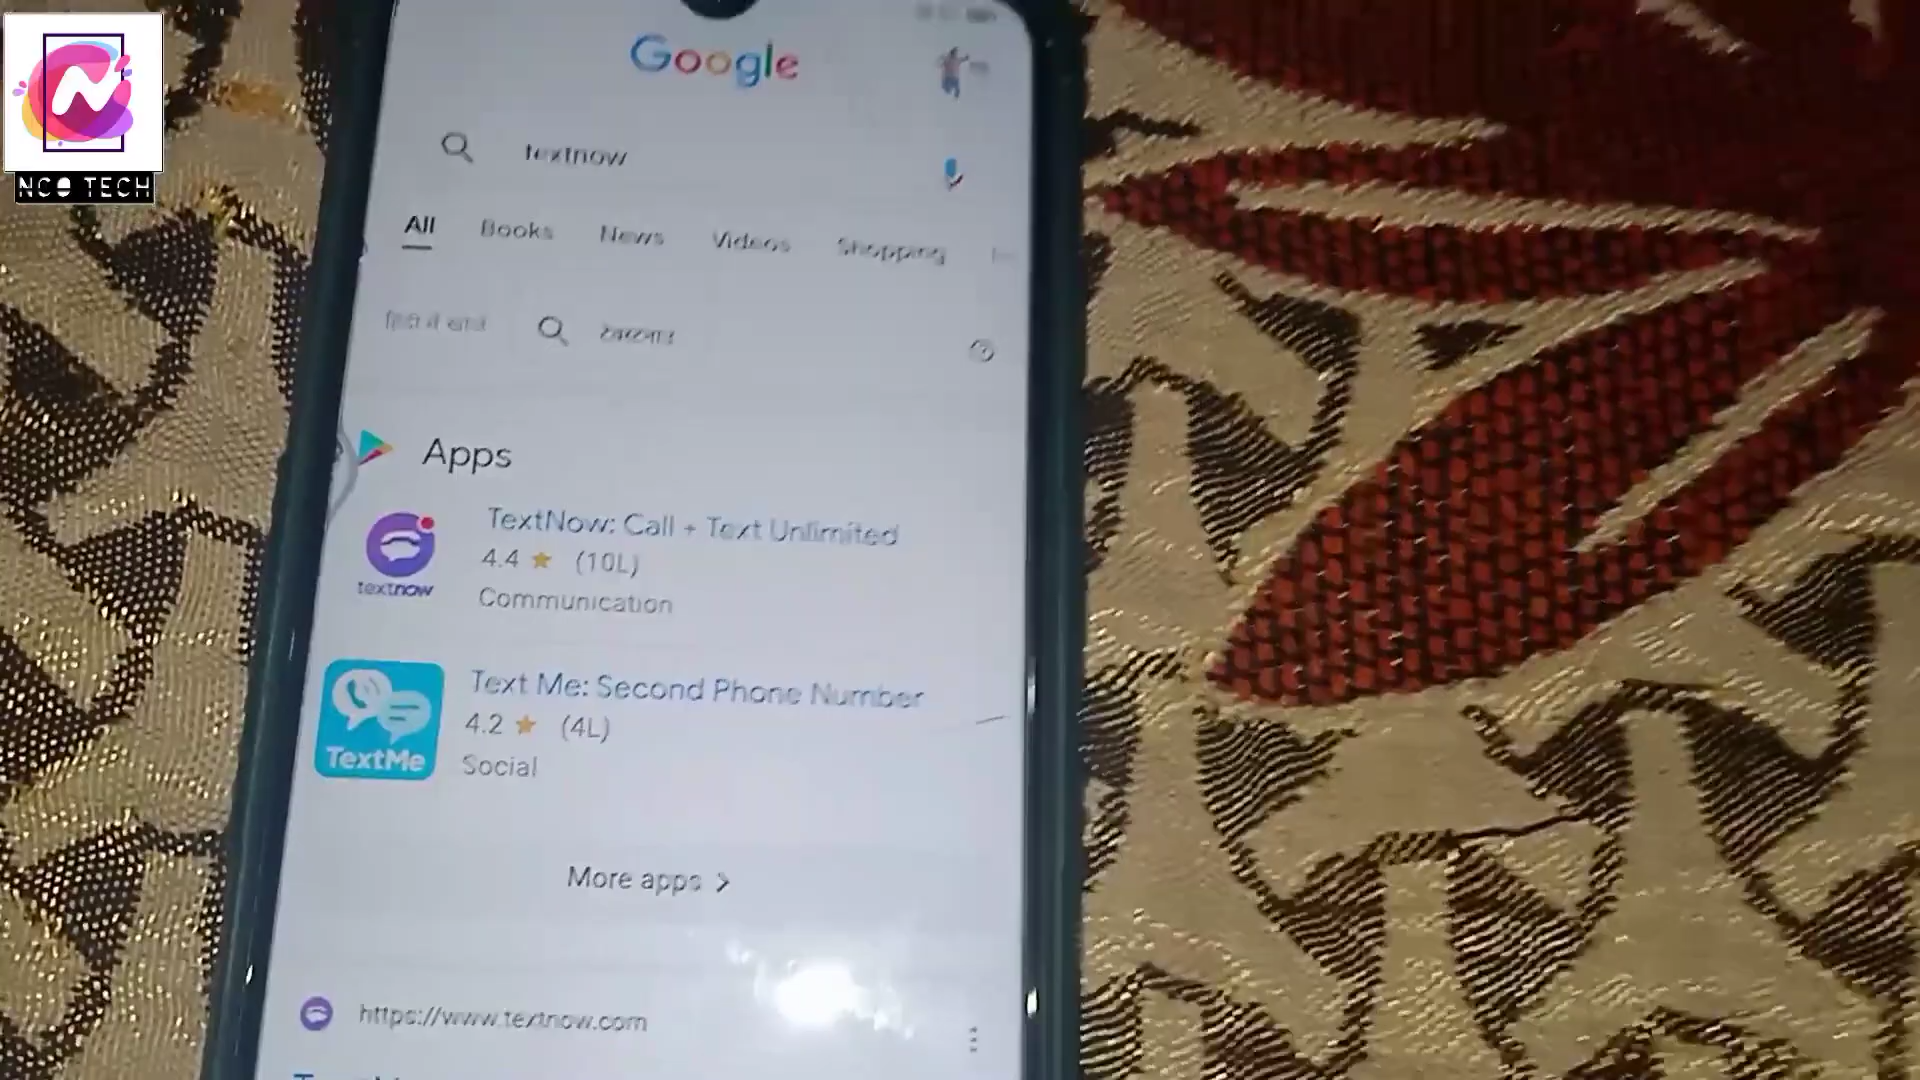 NCO TECH
Google
textnow
All Books News Videos Shopping
हिंदी में खोजें
Apps
TextNow: Call + Text Unlimited
4.4 ★ (10L)
Communication
textnow
Text Me: Second Phone Number
4.2 ★ (4L)
Social
TextMe
More apps >
https://www.textnow.com